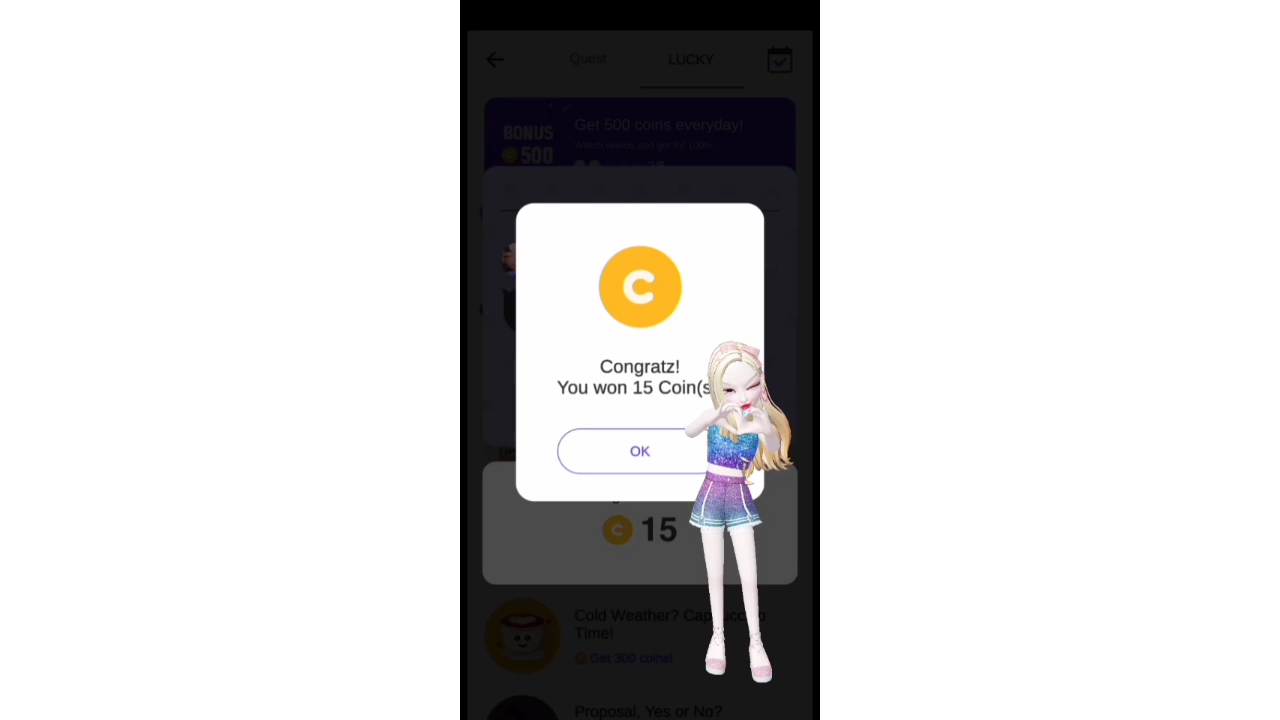 Quest
LUCKY
Get 500 coins everyday!
BONUS
500
C
Congratz!
You won 15 Coin(s
OK
C 15
Cold Weather? Cappuccino
Time!
Get 300 coins!
Proposal, Yes or No?